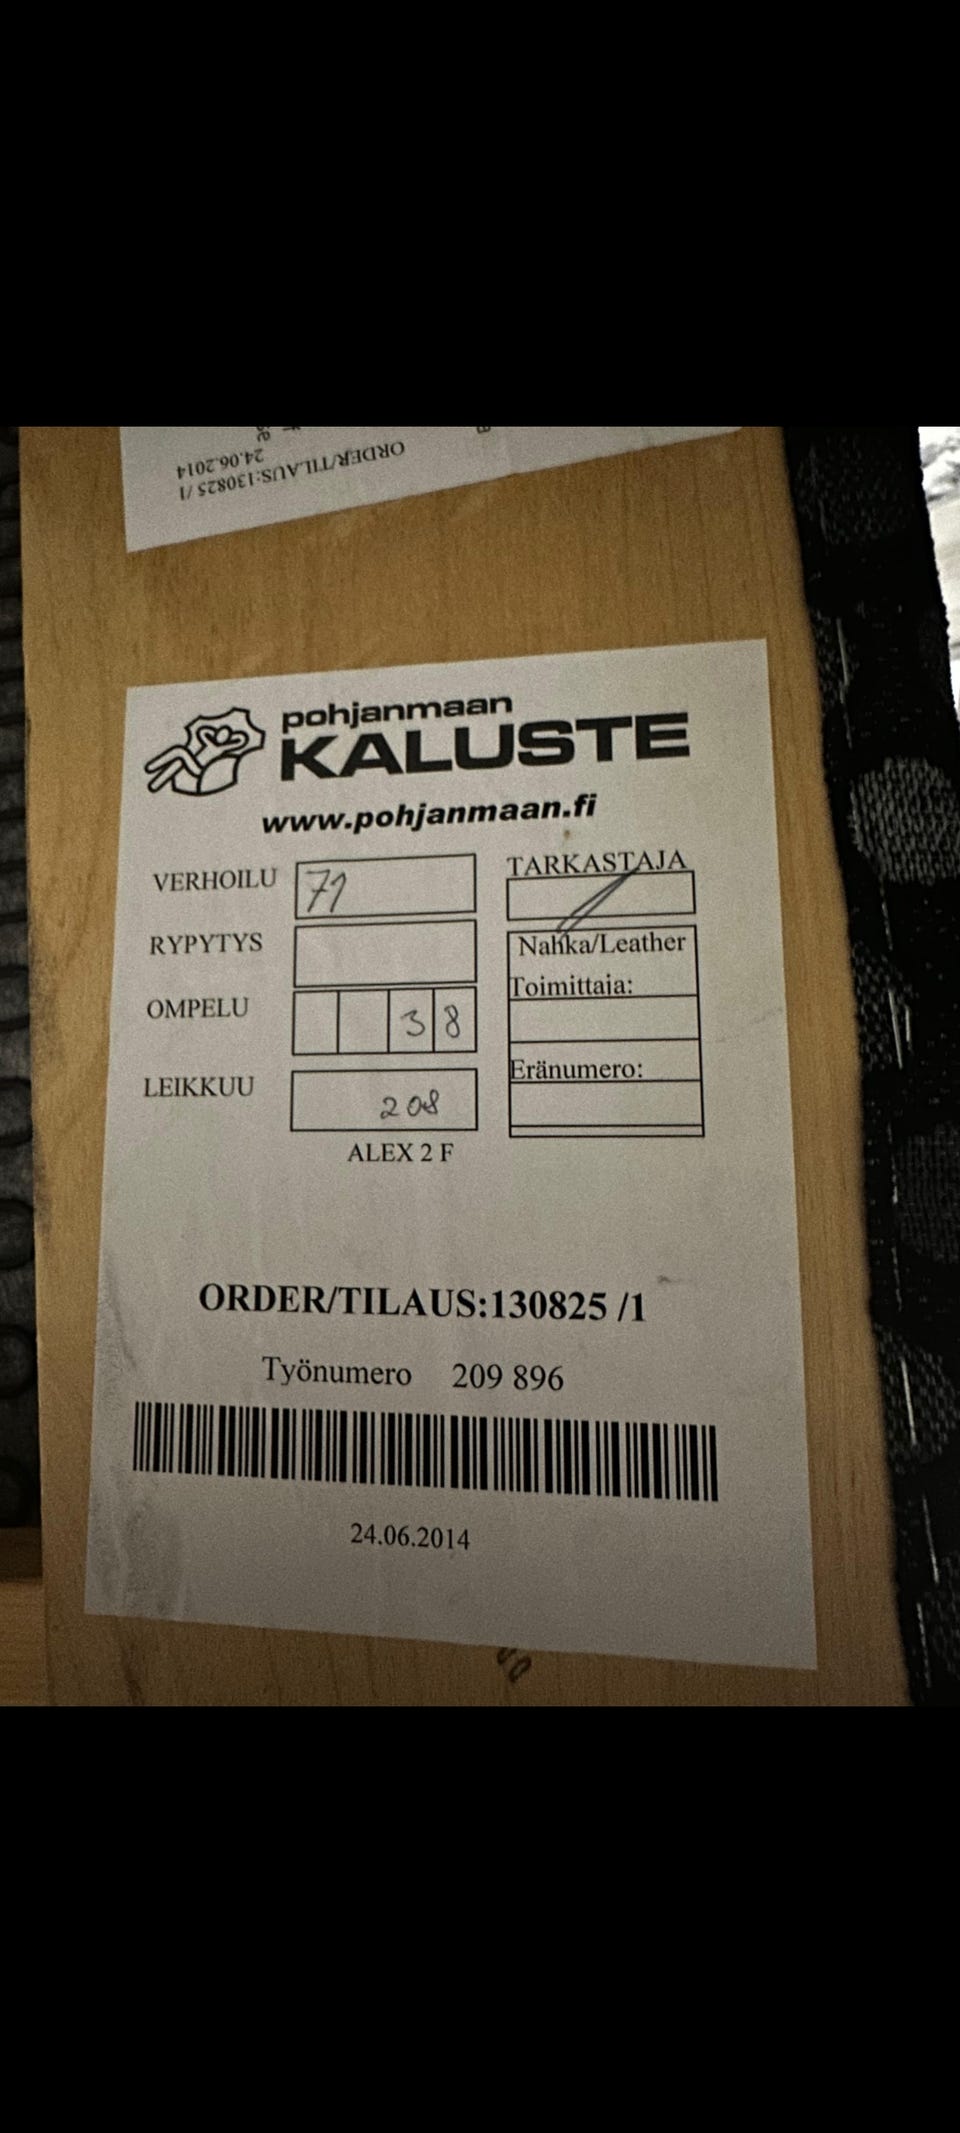 ORDER/TILAUS:130825 /1
24.06.2014
pohjanmaan
KALUSTE
www.pohjanmaan.fi
VERHOILU 71
TARKASTAJA
RYPYTYS
Nahka/Leather
Toimittaja:
OMPELU 3 8
Eränumero:
LEIKKUU 208
ALEX 2 F
ORDER/TILAUS:130825 /1
Työnumero 209 896
24.06.2014